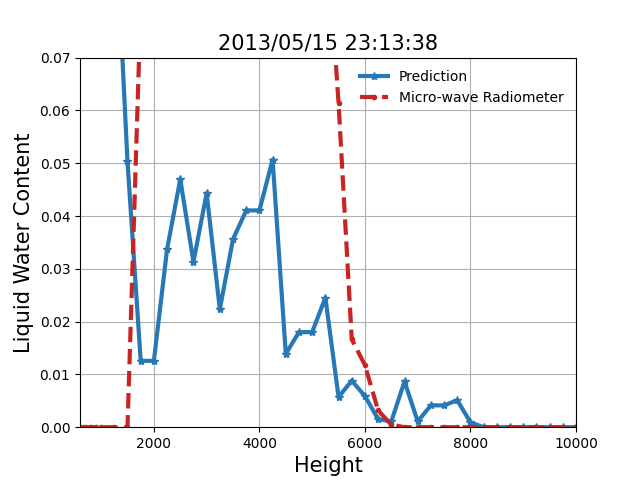 2013/05/15 23:13:38
Liquid Water Content
0.07
0.06
0.05
0.04
0.03
0.02
0.01
0.00
Prediction
Micro-wave Radiometer
2000 4000 6000 8000 10000
Height